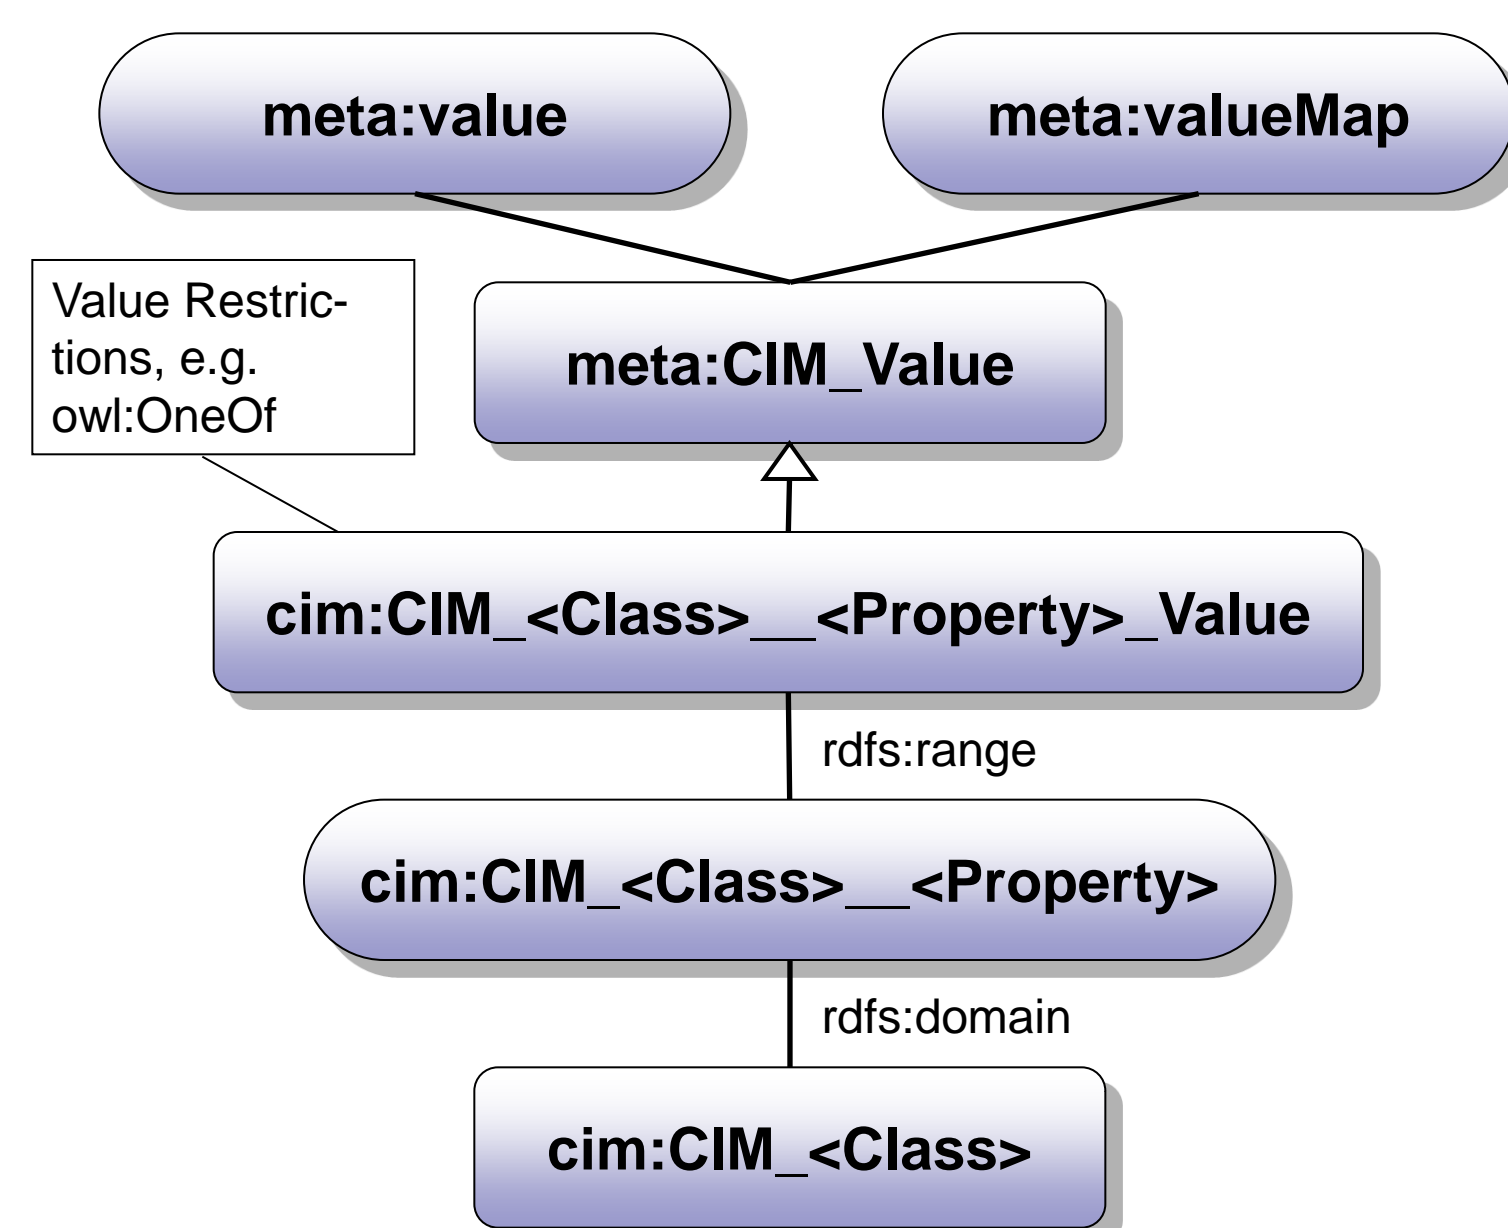 meta:value
meta:valueMap
Value Restric-
tions, e.g.
owl:OneOf
meta:CIM_Value
cim:CIM_<Class>__<Property>_Value
rdfs:range
cim:CIM_<Class>__<Property>
rdfs:domain
cim:CIM_<Class>